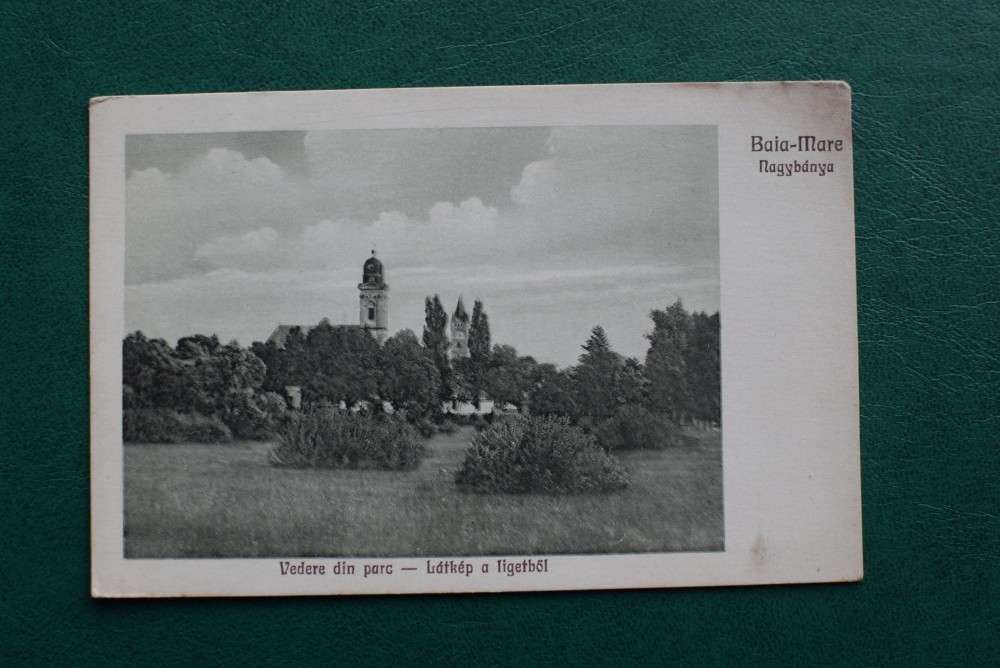 Baia-Mare
Nagybánya
Vedere din parc — Látkép a ligetből